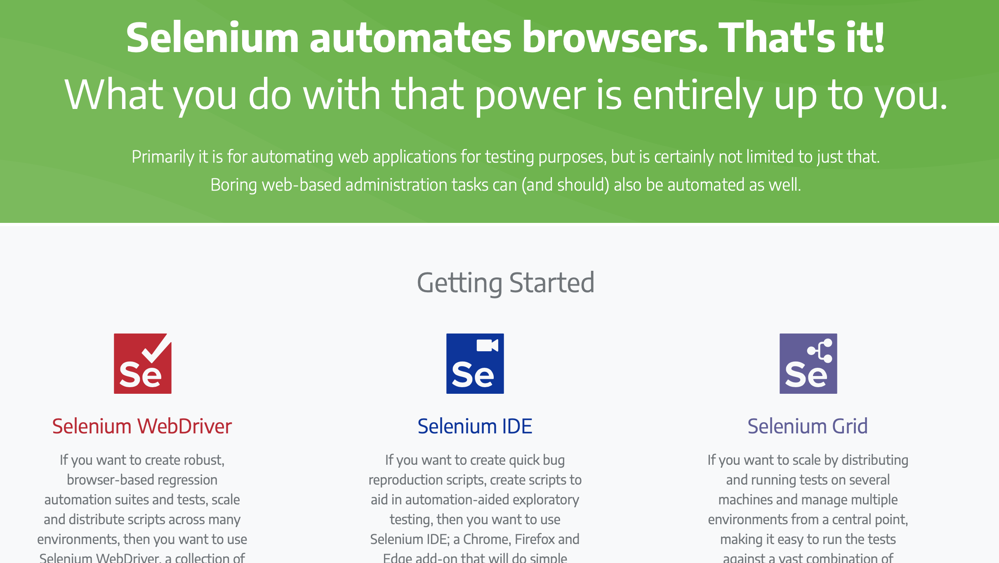 Selenium automates browsers. That's it!
What you do with that power is entirely up to you.
Primarily it is for automating web applications for testing purposes, but is certainly not limited to just that.
Boring web-based administration tasks can (and should) also be automated as well.
Getting Started
Se
Selenium WebDriver
If you want to create robust,
browser-based regression
automation suites and tests, scale
and distribute scripts across many
environments, then you want to use
Selenium WebDriver, a collection of
Se
Selenium IDE
If you want to create quick bug
reproduction scripts, create scripts to
aid in automation-aided exploratory
testing, then you want to use
Selenium IDE; a Chrome, Firefox and
Edge add-on that will do simple
Se
Selenium Grid
If you want to scale by distributing
and running tests on several
machines and manage multiple
environments from a central point,
making it easy to run the tests
against a vast combination of